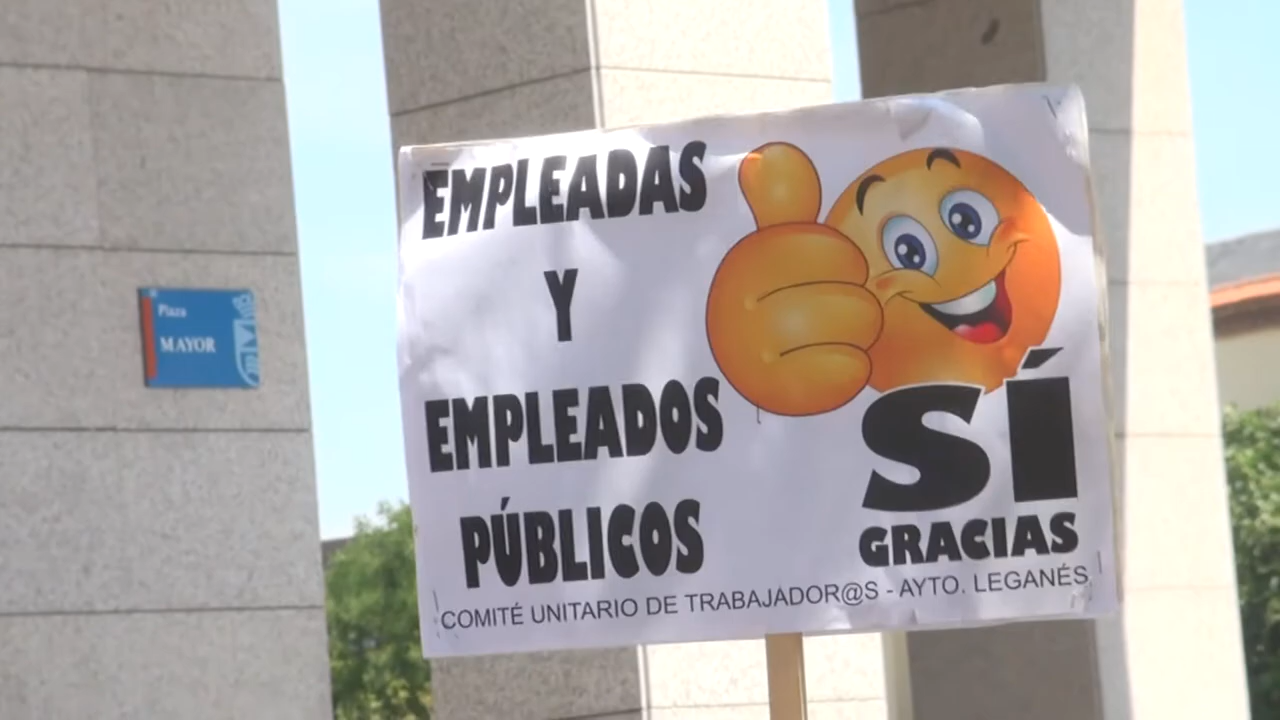 Plaza
MAYOR
EMPLEADAS
Y
EMPLEADOS
PÚBLICOS
SÍ
GRACIAS
COMITÉ UNITARIO DE TRABAJADOR@S - AYTO. LEGANÉS